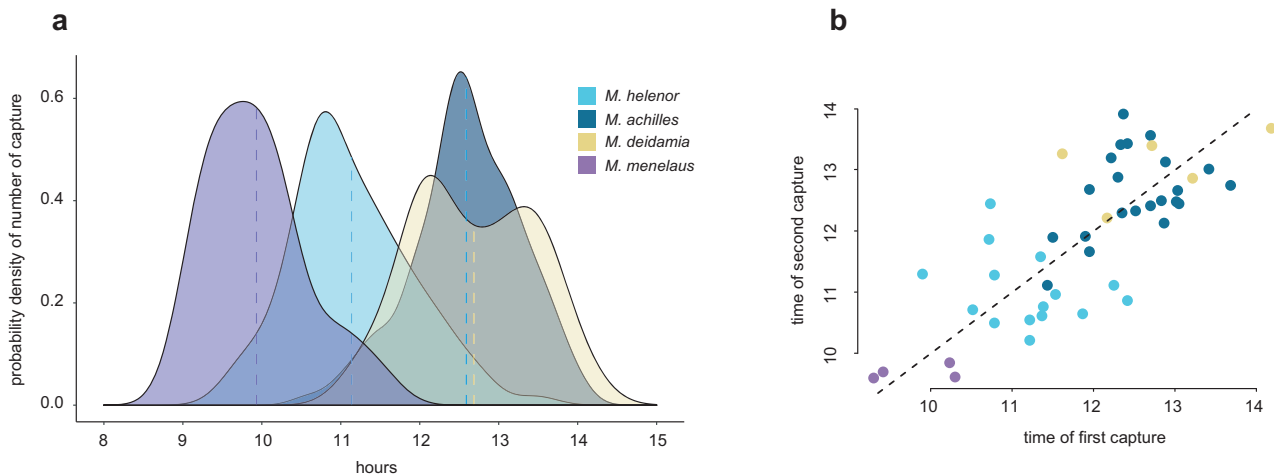 a
probability density of number of capture
0.6
0.4
0.2
0.0
8 9 10 11 12 13 14 15
hours
M. helenor
M. achilles
M. deidamia
M. menelaus
b
time of second capture
14
13
12
11
10
10 11 12 13 14
time of first capture